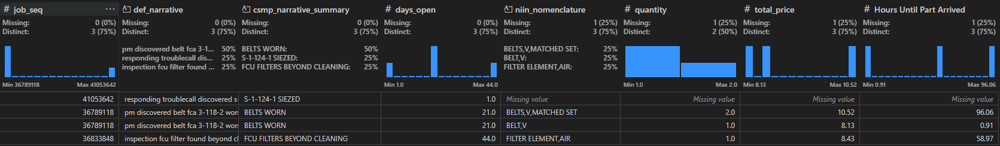 # job_seq ... def_narrative csmp_narrative_summary # days_open niin_nomenclature # quantity # total_price # Hours Until Part Arrived
Missing: 0 (0%) Missing: 0 (0%) Missing: 0 (0%) Missing: 0 (0%) Missing: 1 (25%) Missing: 1 (25%) Missing: 1 (25%) Missing: 1 (25%)
Distinct: 3 (75%) Distinct: 3 (75%) Distinct: 3 (75%) Distinct: 3 (75%) Distinct: 3 (75%) Distinct: 2 (50%) Distinct: 3 (75%) Distinct: 3 (75%)
pm discovered belt fca 3-1... 50% BELTS WORN: 50% BELTS,V,MATCHED SET: 25%
responding troublecall dis... 25% S-1-124-1 SIEZED: 25% BELT,V: 25%
inspection fcu filter found ... 25% FCU FILTERS BEYOND CLEANING: 25% FILTER ELEMENT,AIR: 25%
Min 36789118 Max 41053642 Min 1.0 Max 44.0 Min 1.0 Max 2.0 Min 8.13 Max 10.52 Min 0.91 Max 96.06
41053642 responding troublecall discovered s- S-1-124-1 SIEZED 1.0 Missing value Missing value Missing value Missing value
36789118 pm discovered belt fca 3-118-2 worn BELTS WORN 21.0 BELTS,V,MATCHED SET 2.0 10.52 96.06
36789118 pm discovered belt fca 3-118-2 worn BELTS WORN 21.0 BELT,V 1.0 8.13 0.91
36833848 inspection fcu filter found beyond cl FCU FILTERS BEYOND CLEANING 44.0 FILTER ELEMENT,AIR 1.0 8.43 58.97